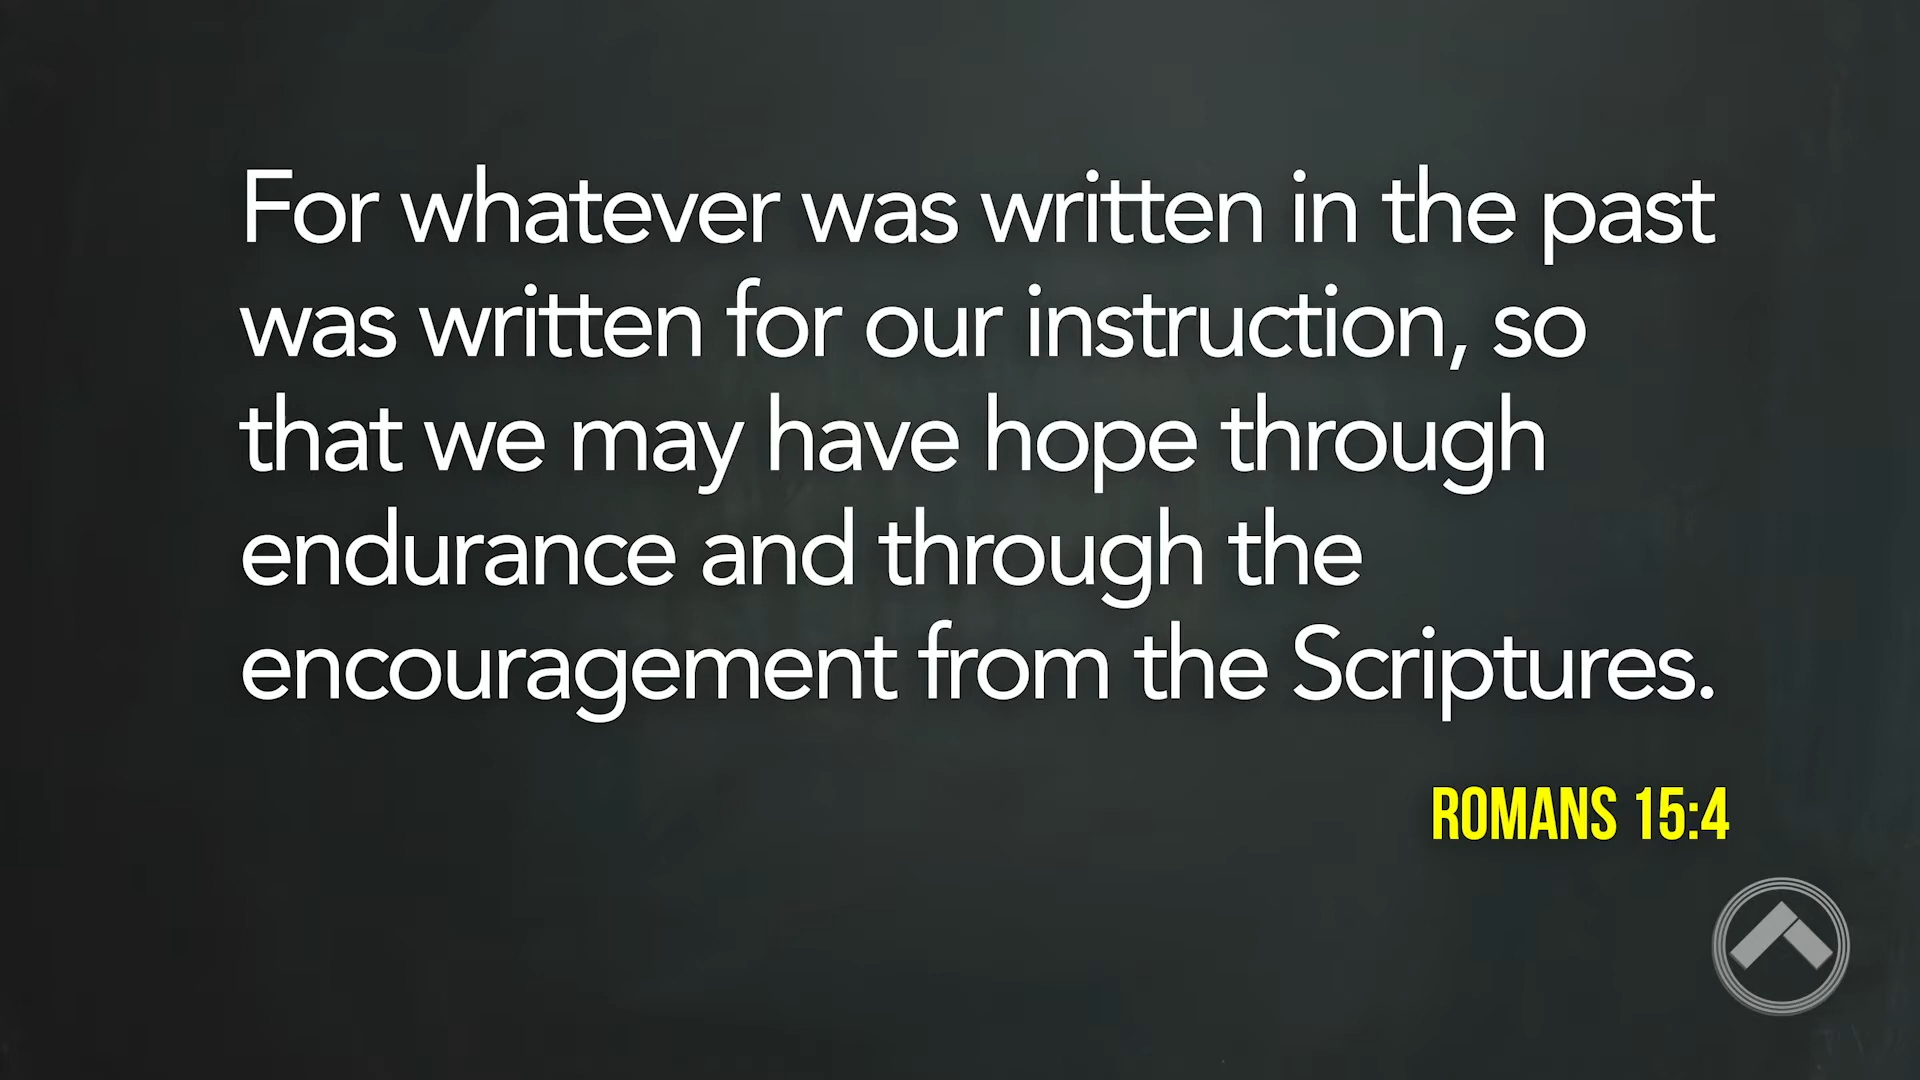 For whatever was written in the past
was written for our instruction, so
that we may have hope through
endurance and through the
encouragement from the Scriptures.
ROMANS 15:4